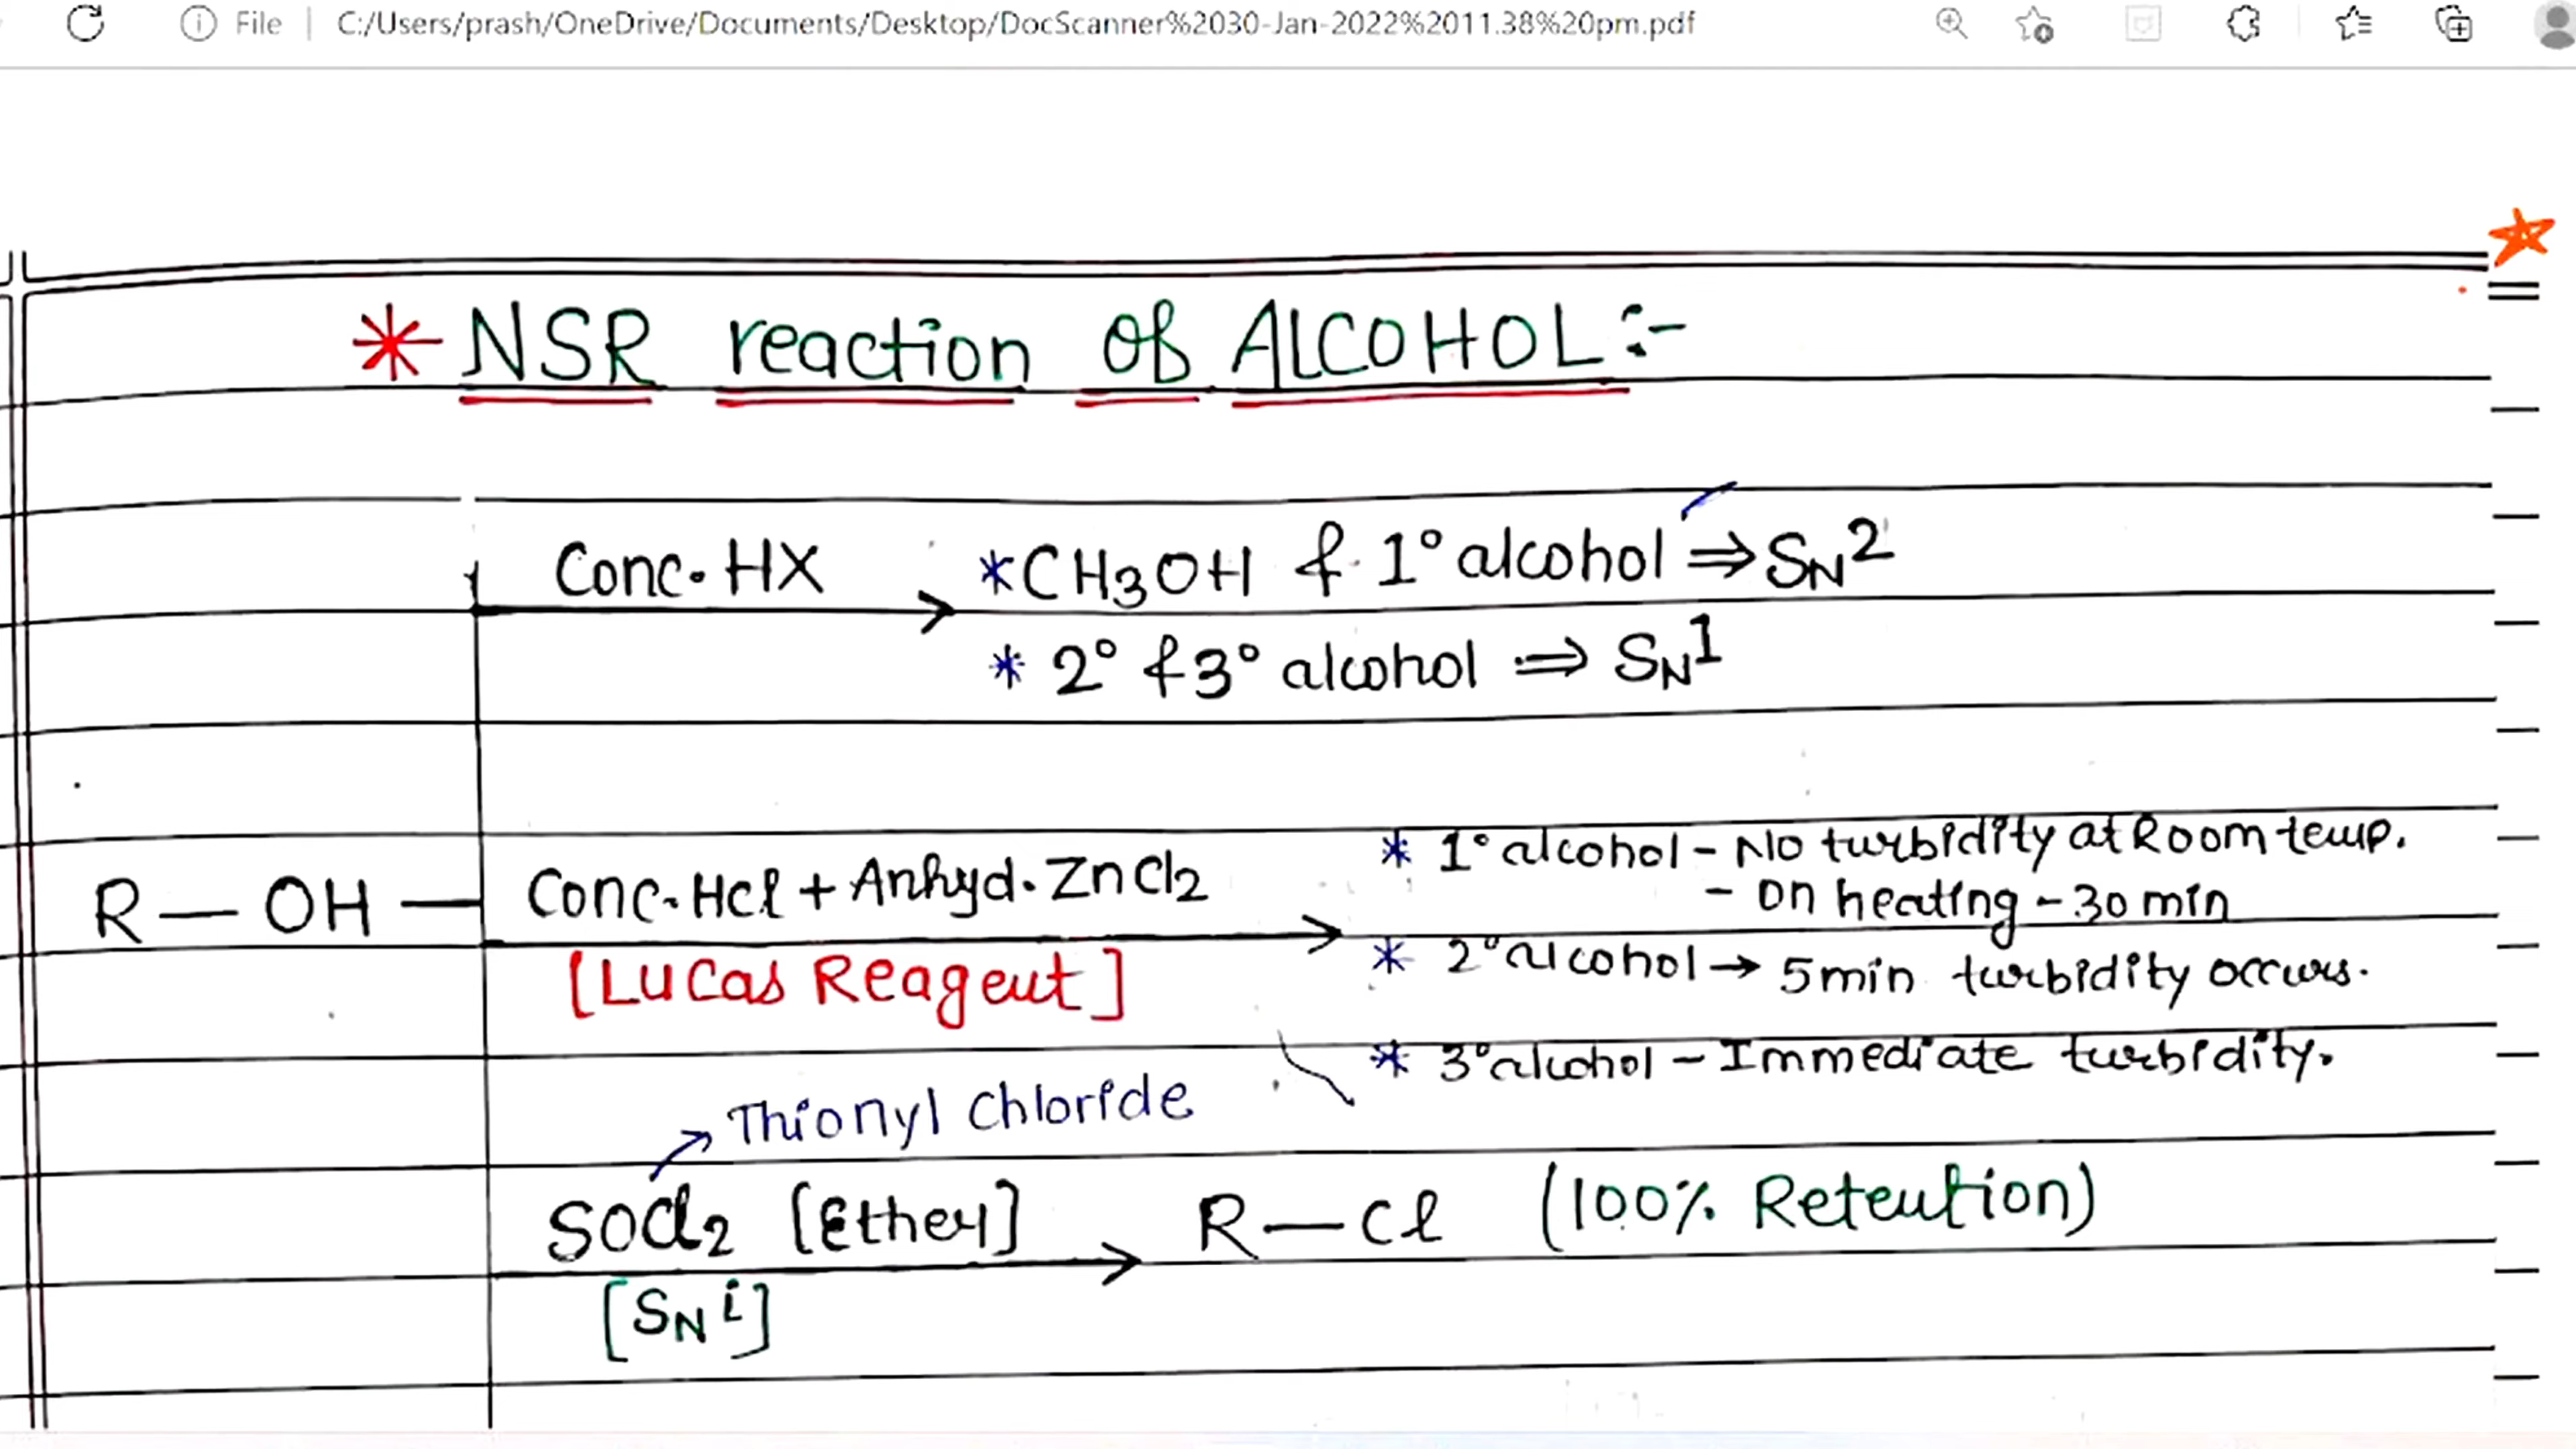 File | C:/Users/prash/OneDrive/Documents/Desktop/DocScanner%2030-Jan-2022%2011.38%20pm.pdf
* NSR reaction of ALCOHOL :-
Conc. HX
* CH3OH & 1° alcohol ⇒ SN2
* 2° & 3° alcohol ⇒ SN1
R — OH —
Conc. HCl + Anhyd. ZnCl2
[Lucas Reagent]
* 1° alcohol - No turbidity at Room temp.
- On heating - 30 min
* 2° alcohol → 5 min turbidity occurs.
* 3° alcohol - Immediate turbidity.
→ Thionyl Chloride
SOCl2 [Ether]
[SNi]
R — Cl (100% Retention)